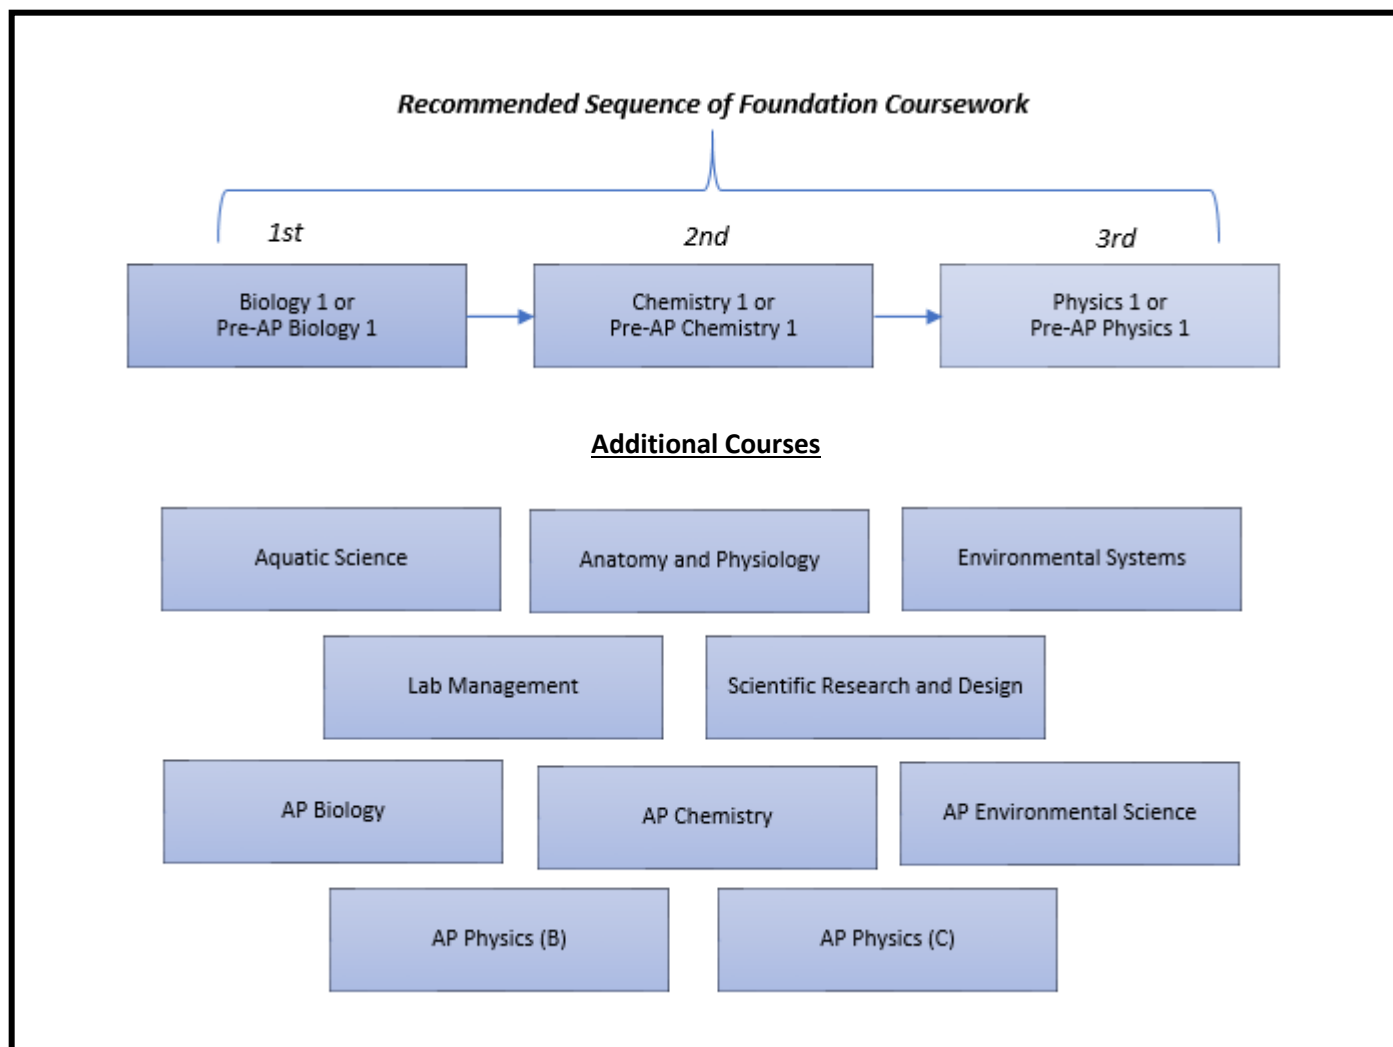 Recommended Sequence of Foundation Coursework
1st
2nd
3rd
Biology 1 or
Pre-AP Biology 1
Chemistry 1 or
Pre-AP Chemistry 1
Physics 1 or
Pre-AP Physics 1
Additional Courses
Aquatic Science
Anatomy and Physiology
Environmental Systems
Lab Management
Scientific Research and Design
AP Biology
AP Chemistry
AP Environmental Science
AP Physics (B)
AP Physics (C)